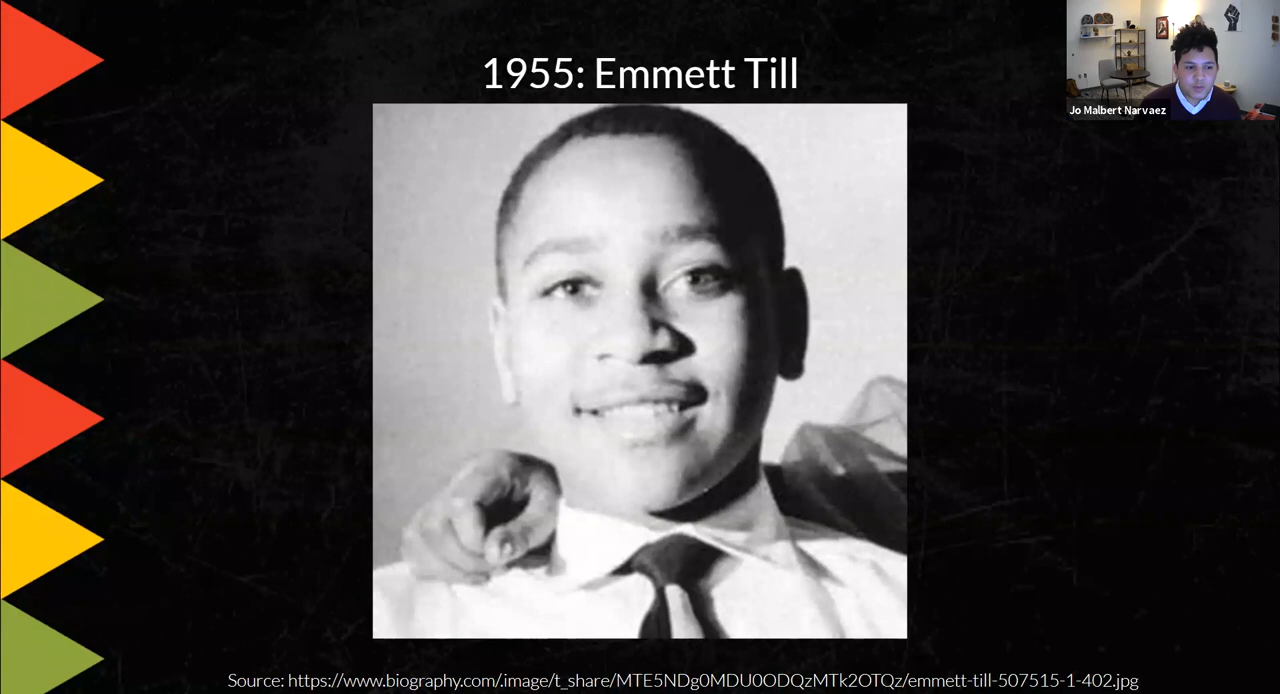 1955: Emmett Till
Jo Malbert Narvaez
Source: https://www.biography.com/.image/t_share/MTE5NDg0MDU0ODQzMTk2OTQz/emmett-till-507515-1-402.jpg